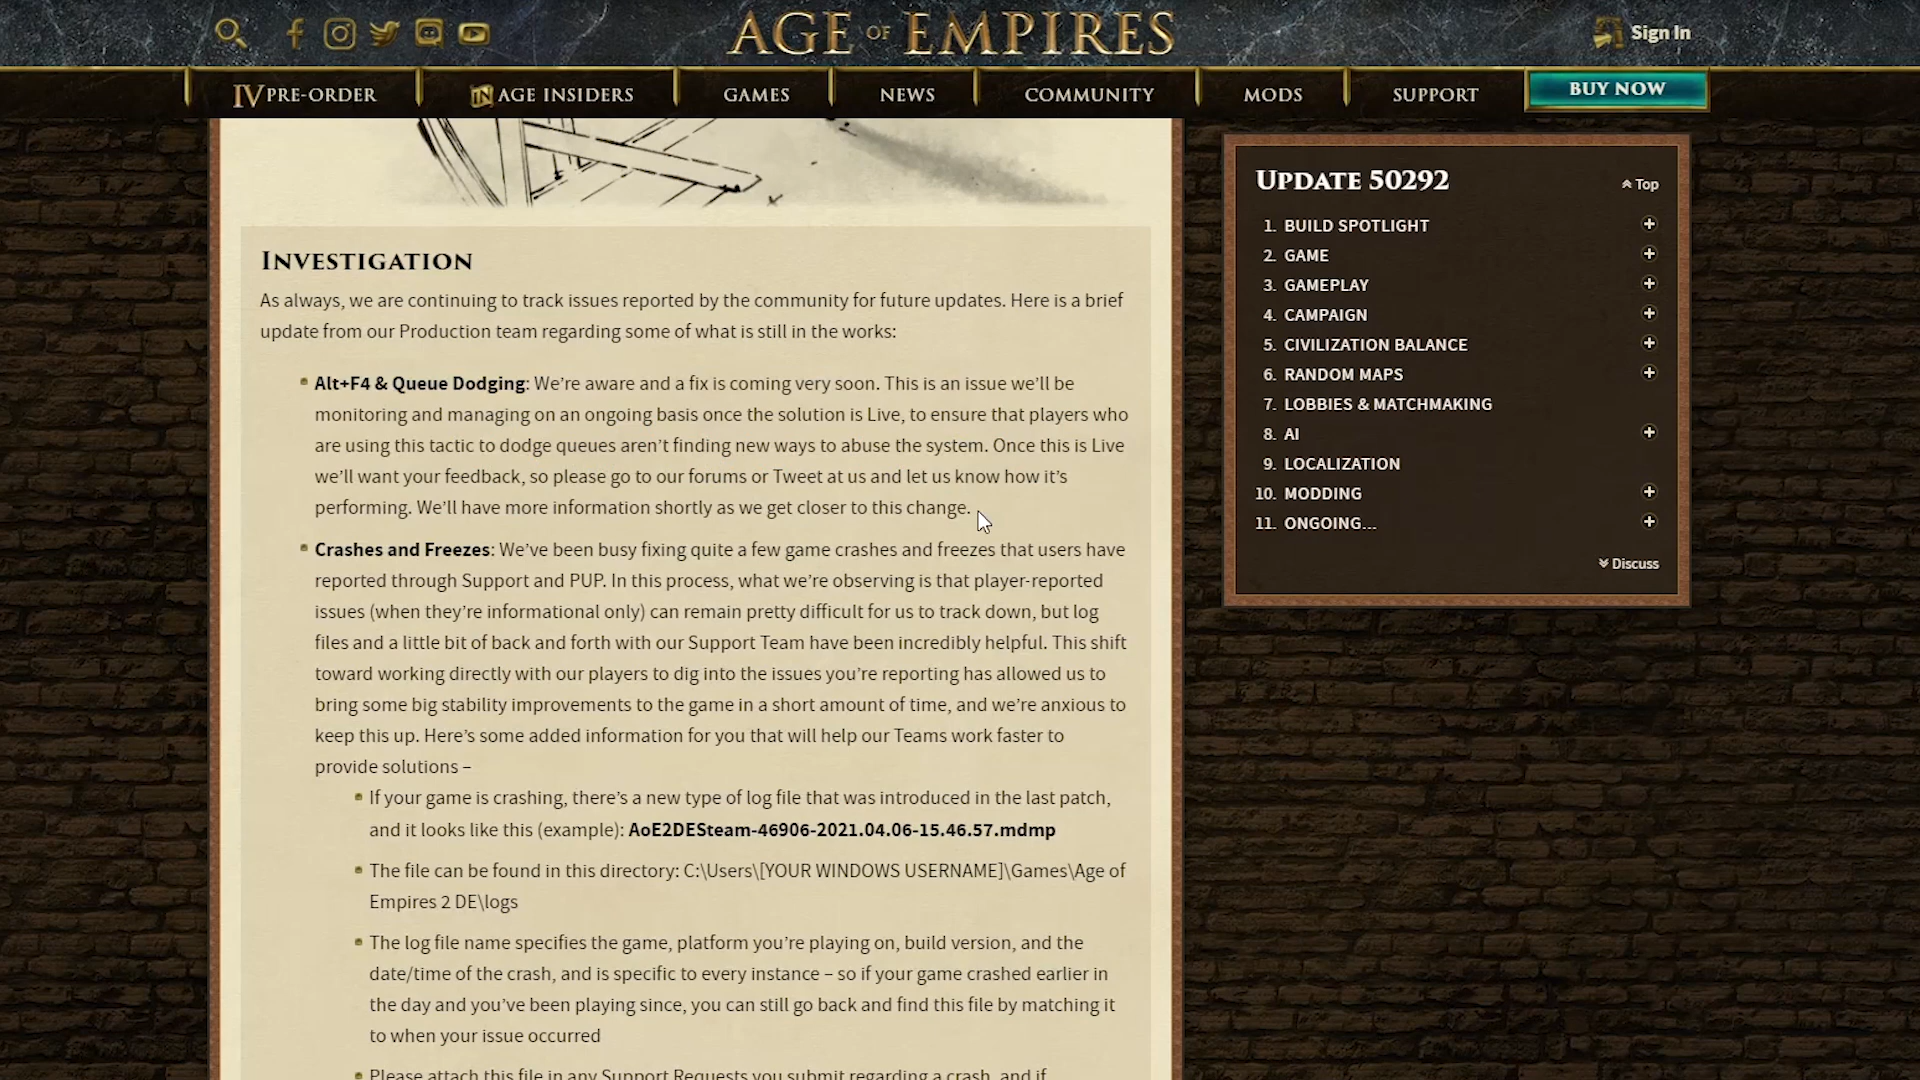 AGE OF EMPIRES
Sign In
IV PRE-ORDER
IN AGE INSIDERS
GAMES
NEWS
COMMUNITY
MODS
SUPPORT
BUY NOW
INVESTIGATION
As always, we are continuing to track issues reported by the community for future updates. Here is a brief
update from our Production team regarding some of what is still in the works:
Alt+F4 & Queue Dodging: We’re aware and a fix is coming very soon. This is an issue we’ll be
monitoring and managing on an ongoing basis once the solution is Live, to ensure that players who
are using this tactic to dodge queues aren’t finding new ways to abuse the system. Once this is Live
we’ll want your feedback, so please go to our forums or Tweet at us and let us know how it’s
performing. We’ll have more information shortly as we get closer to this change.
Crashes and Freezes: We’ve been busy fixing quite a few game crashes and freezes that users have
reported through Support and PUP. In this process, what we’re observing is that player-reported
issues (when they’re informational only) can remain pretty difficult for us to track down, but log
files and a little bit of back and forth with our Support Team have been incredibly helpful. This shift
toward working directly with our players to dig into the issues you’re reporting has allowed us to
bring some big stability improvements to the game in a short amount of time, and we’re anxious to
keep this up. Here’s some added information for you that will help our Teams work faster to
provide solutions –
If your game is crashing, there’s a new type of log file that was introduced in the last patch,
and it looks like this (example): AoE2DESteam-46906-2021.04.06-15.46.57.mdmp
The file can be found in this directory: C:\Users\[YOUR WINDOWS USERNAME]\Games\Age of
Empires 2 DE\logs
The log file name specifies the game, platform you’re playing on, build version, and the
date/time of the crash, and is specific to every instance – so if your game crashed earlier in
the day and you’ve been playing since, you can still go back and find this file by matching it
to when your issue occurred
Please attach this file in any Support Requests you submit regarding a crash, and if
UPDATE 50292
Top
1. BUILD SPOTLIGHT
2. GAME
3. GAMEPLAY
4. CAMPAIGN
5. CIVILIZATION BALANCE
6. RANDOM MAPS
7. LOBBIES & MATCHMAKING
8. AI
9. LOCALIZATION
10. MODDING
11. ONGOING...
Discuss